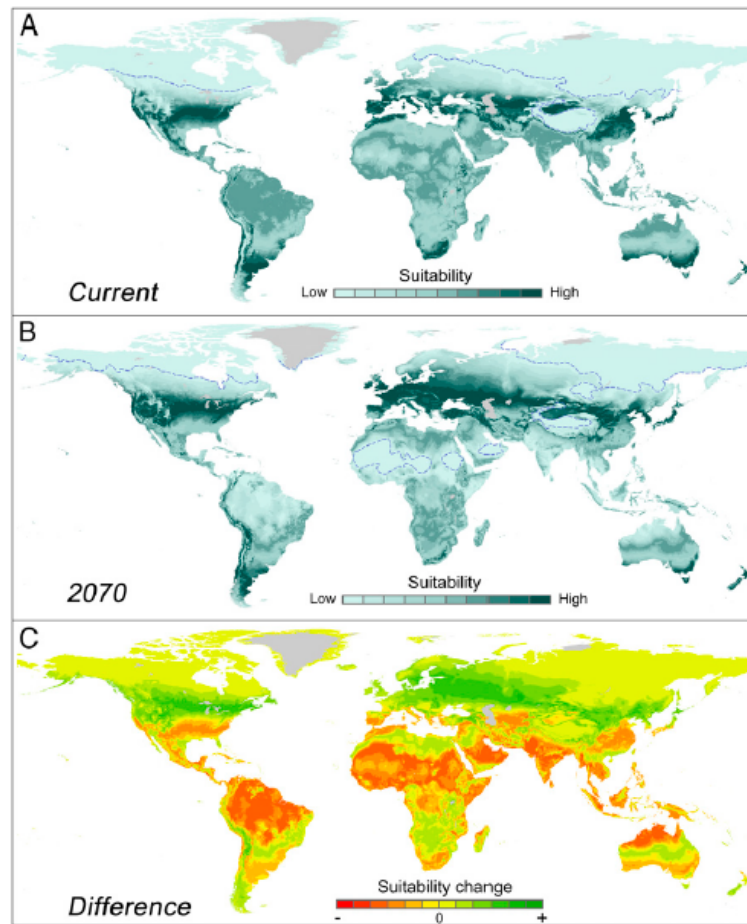 A
Suitability
Low High
Current
B
Suitability
Low High
2070
C
Suitability change
- 0 +
Difference